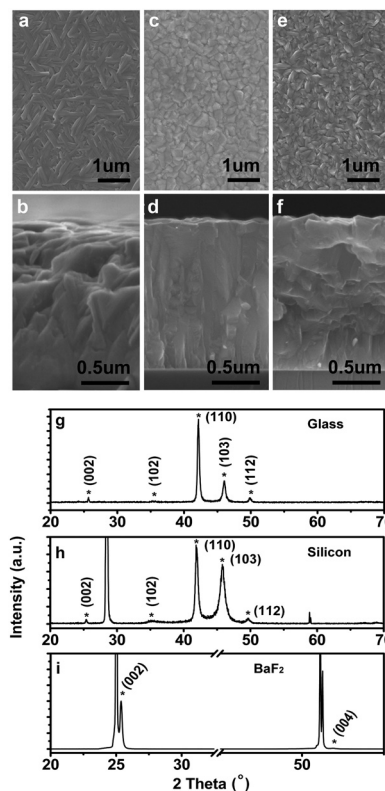 a
c
e
1um
1um
1um
b
d
f
0.5um
0.5um
0.5um
g
* (110)
Glass
(002)
*
(102)
*
(103)
*
(112)
*
20 30 40 50 60 70
h
* (110)
Silicon
* (103)
(002)
*
(102)
*
* (112)
20 30 40 50 60 70
i
BaF2
* (002)
* (004)
20 25 30 50
Intensity (a.u.)
2 Theta (°)